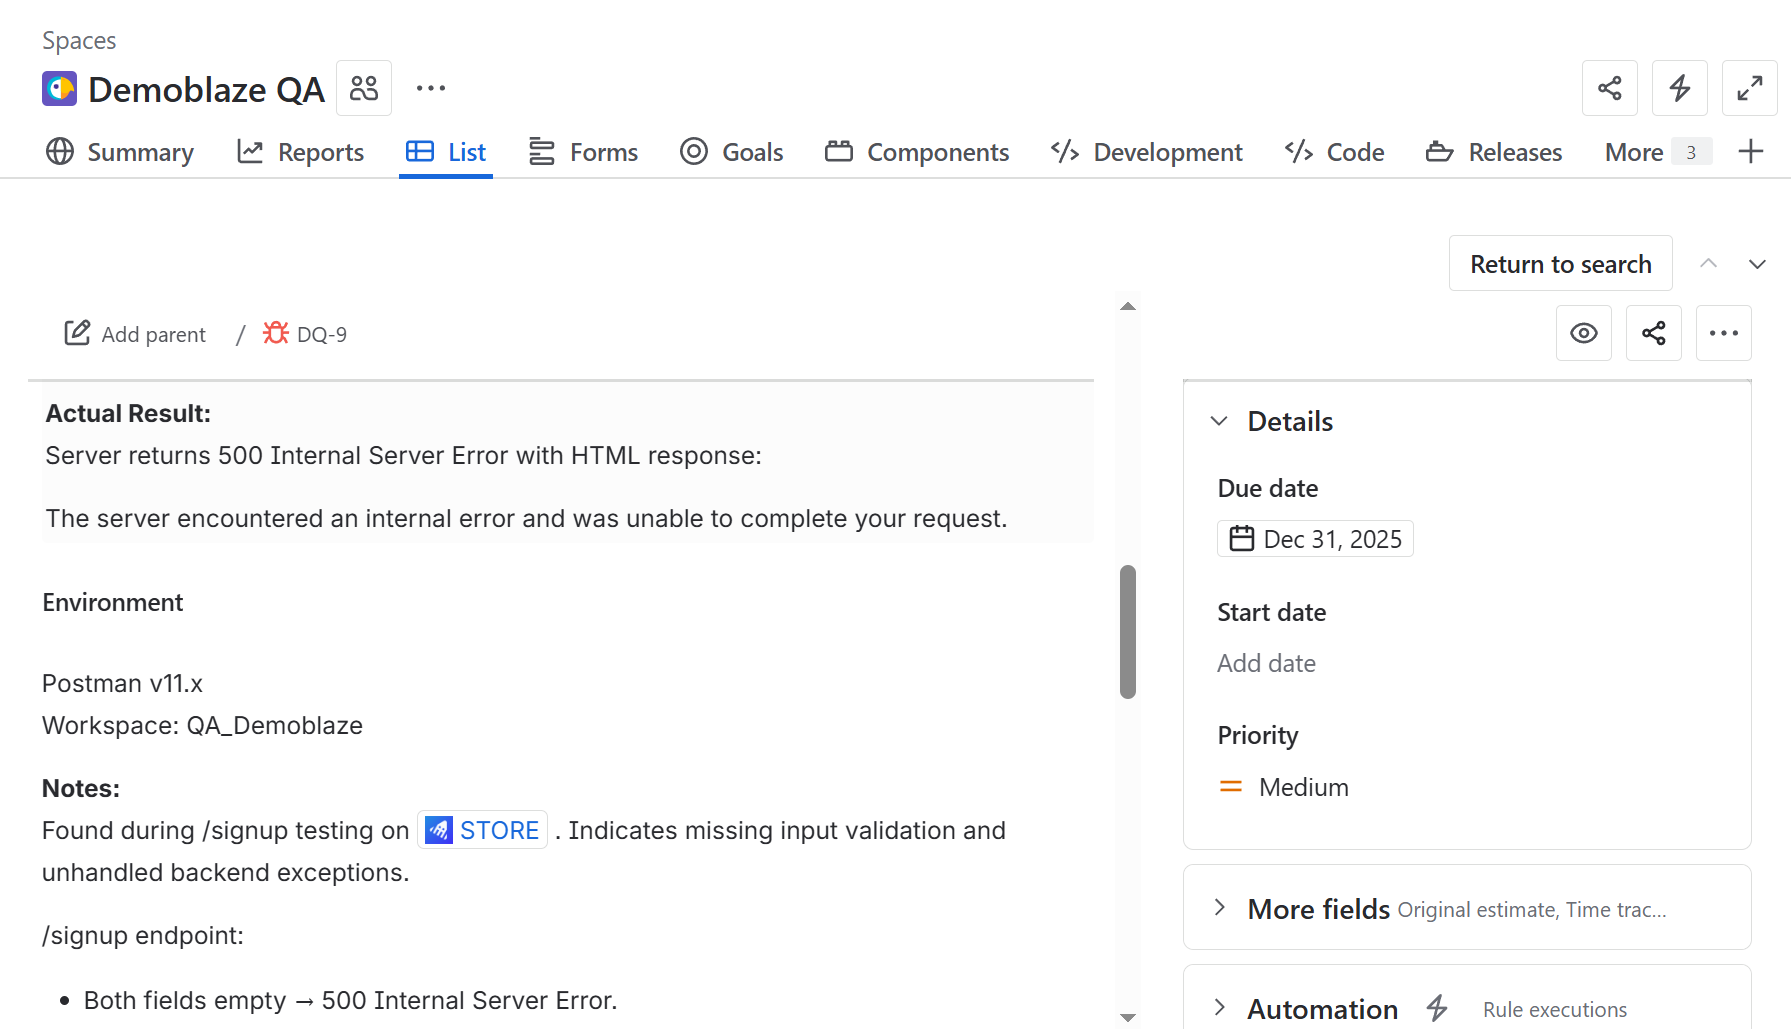 Spaces
Demoblaze QA
Summary Reports List Forms Goals Components Development Code Releases More 3
Return to search
Add parent / DQ-9
Actual Result:
Server returns 500 Internal Server Error with HTML response:
The server encountered an internal error and was unable to complete your request.
Environment
Postman v11.x
Workspace: QA_Demoblaze
Notes:
Found during /signup testing on STORE . Indicates missing input validation and
unhandled backend exceptions.
/signup endpoint:
• Both fields empty → 500 Internal Server Error.
Details
Due date
Dec 31, 2025
Start date
Add date
Priority
Medium
More fields Original estimate, Time trac...
Automation Rule executions